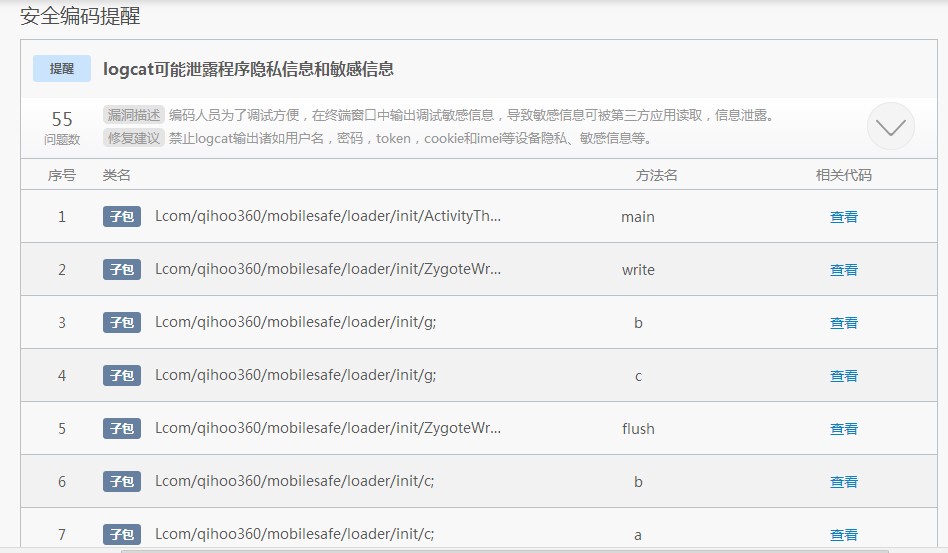 安全编码提醒
提醒 logcat可能泄露程序隐私信息和敏感信息
55 问题数
漏洞描述 编码人员为了调试方便，在终端窗口中输出调试敏感信息，导致敏感信息可被第三方应用读取，信息泄露。
修复建议 禁止logcat输出诸如用户名，密码，token，cookie和imei等设备隐私、敏感信息等。
序号 类名 方法名 相关代码
1 子包 Lcom/qihoo360/mobilesafe/loader/init/ActivityTh... main 查看
2 子包 Lcom/qihoo360/mobilesafe/loader/init/ZygoteWr... write 查看
3 子包 Lcom/qihoo360/mobilesafe/loader/init/g; b 查看
4 子包 Lcom/qihoo360/mobilesafe/loader/init/g; c 查看
5 子包 Lcom/qihoo360/mobilesafe/loader/init/ZygoteWr... flush 查看
6 子包 Lcom/qihoo360/mobilesafe/loader/init/c; b 查看
7 子包 Lcom/qihoo360/mobilesafe/loader/init/c; a 查看